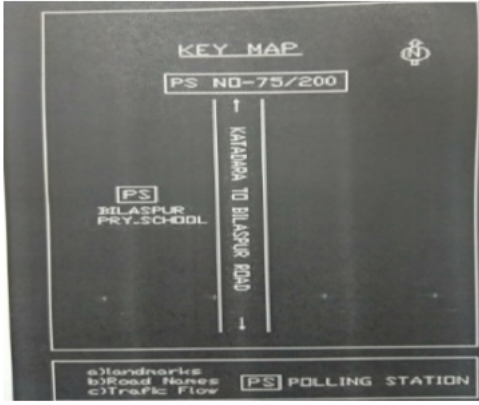 KEY MAP
N
PS NO-75/200
KATADARA TO BILASPUR ROAD
PS
BILASPUR
PRY.SCHOOL
a)landmarks
b)Road Names
c)Traffic Flow
PS POLLING STATION